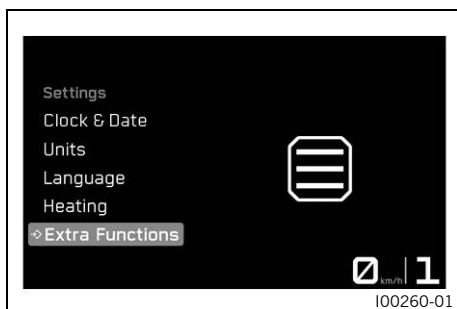 Settings
Clock & Date
Units
Language
Heating
Extra Functions
0 km/h 1
I00260-01